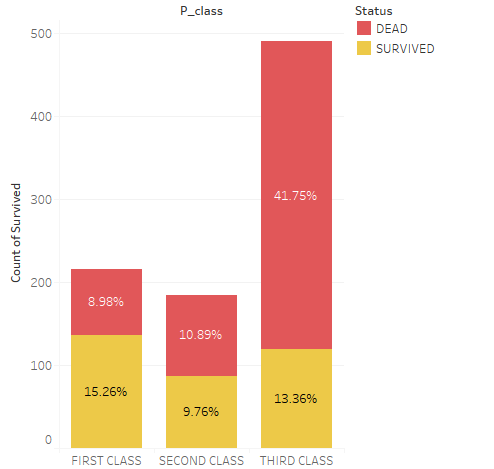 P_class
Status
DEAD
SURVIVED
500
400
300
200
100
0
Count of Survived
41.75%
8.98%
10.89%
15.26%
9.76%
13.36%
FIRST CLASS
SECOND CLASS
THIRD CLASS